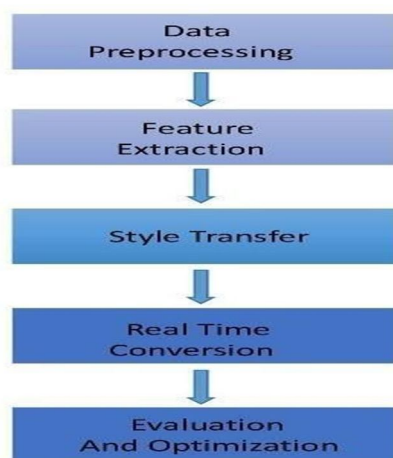 Data
Preprocessing
Feature
Extraction
Style Transfer
Real Time
Conversion
Evaluation
And Optimization